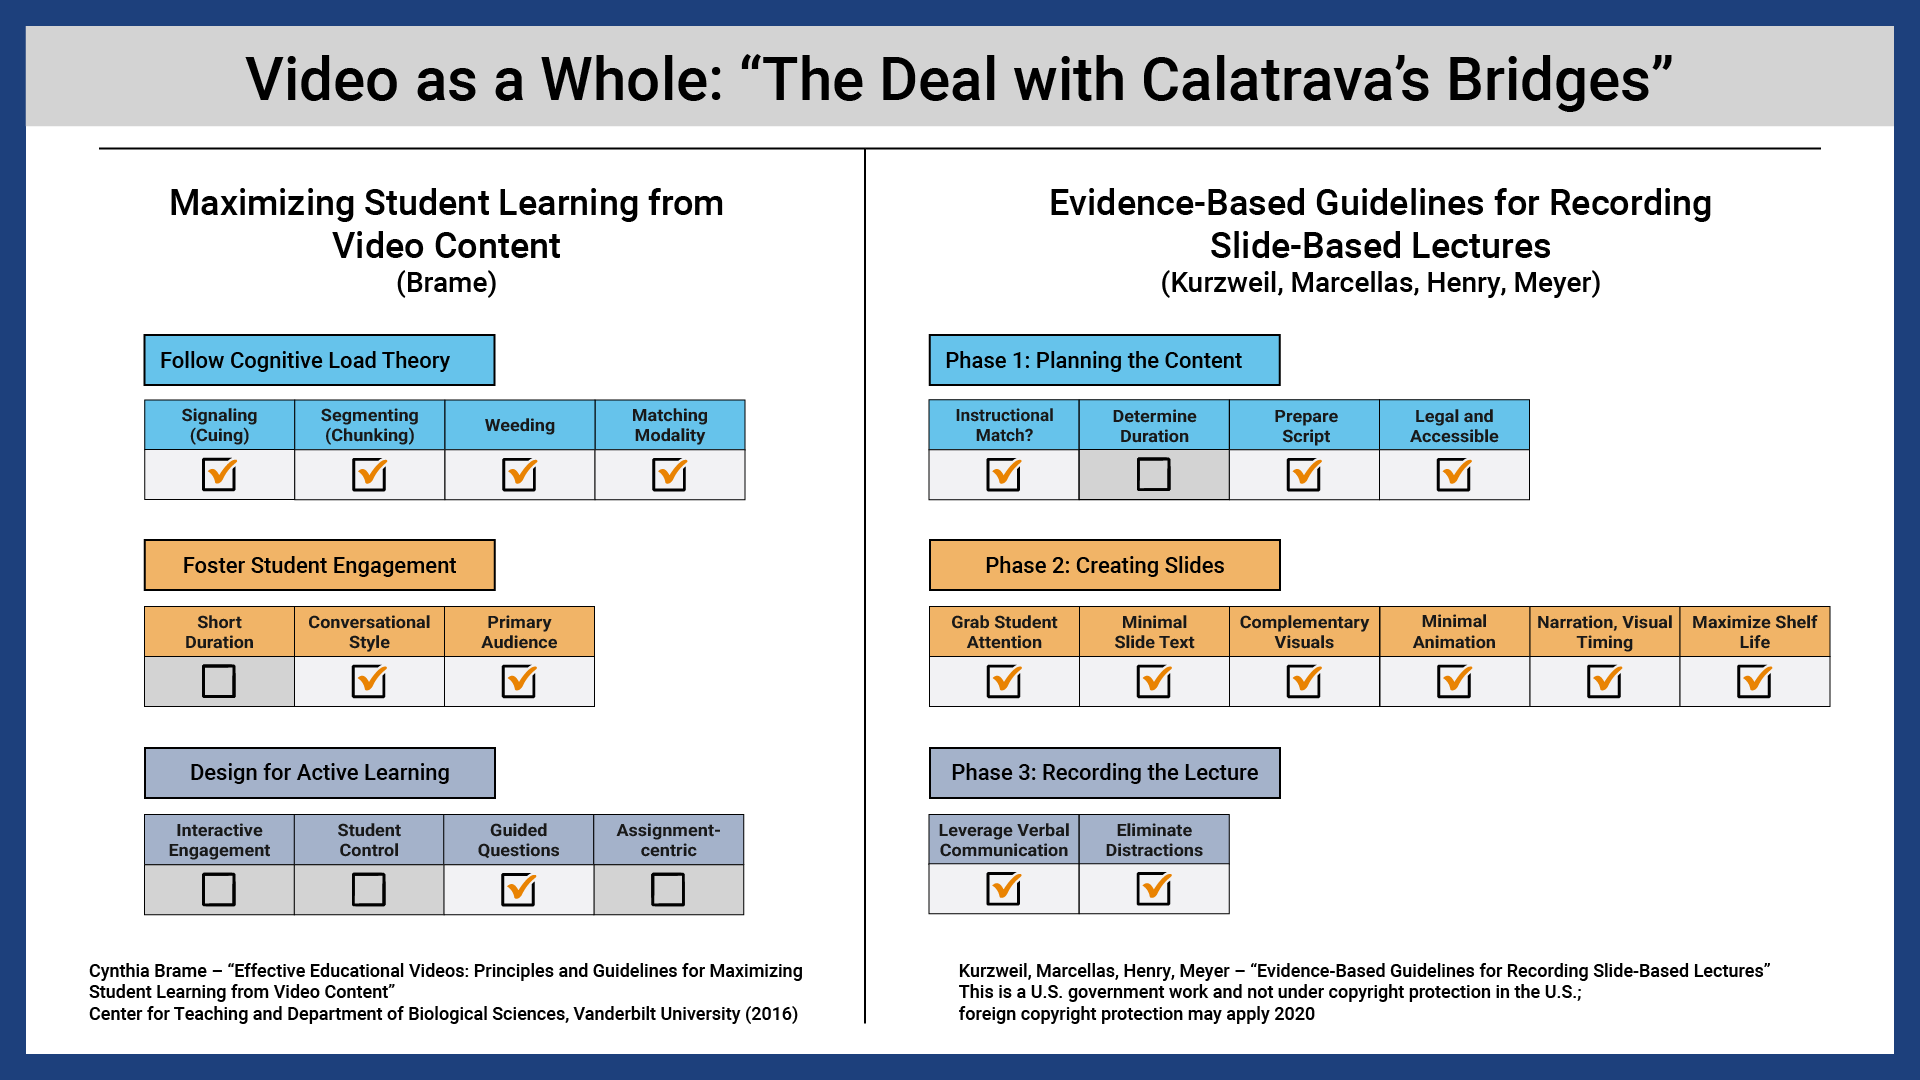 Video as a Whole: “The Deal with Calatrava’s Bridges”
Maximizing Student Learning from
Video Content
(Brame)
Follow Cognitive Load Theory
Signaling
(Cuing)
Segmenting
(Chunking)
Weeding
Matching
Modality
Foster Student Engagement
Short
Duration
Conversational
Style
Primary
Audience
Design for Active Learning
Interactive
Engagement
Student
Control
Guided
Questions
Assignment-
centric
Cynthia Brame – “Effective Educational Videos: Principles and Guidelines for Maximizing
Student Learning from Video Content”
Center for Teaching and Department of Biological Sciences, Vanderbilt University (2016)
Evidence-Based Guidelines for Recording
Slide-Based Lectures
(Kurzweil, Marcellas, Henry, Meyer)
Phase 1: Planning the Content
Instructional
Match?
Determine
Duration
Prepare
Script
Legal and
Accessible
Phase 2: Creating Slides
Grab Student
Attention
Minimal
Slide Text
Complementary
Visuals
Minimal
Animation
Narration, Visual
Timing
Maximize Shelf
Life
Phase 3: Recording the Lecture
Leverage Verbal
Communication
Eliminate
Distractions
Kurzweil, Marcellas, Henry, Meyer – “Evidence-Based Guidelines for Recording Slide-Based Lectures”
This is a U.S. government work and not under copyright protection in the U.S.;
foreign copyright protection may apply 2020